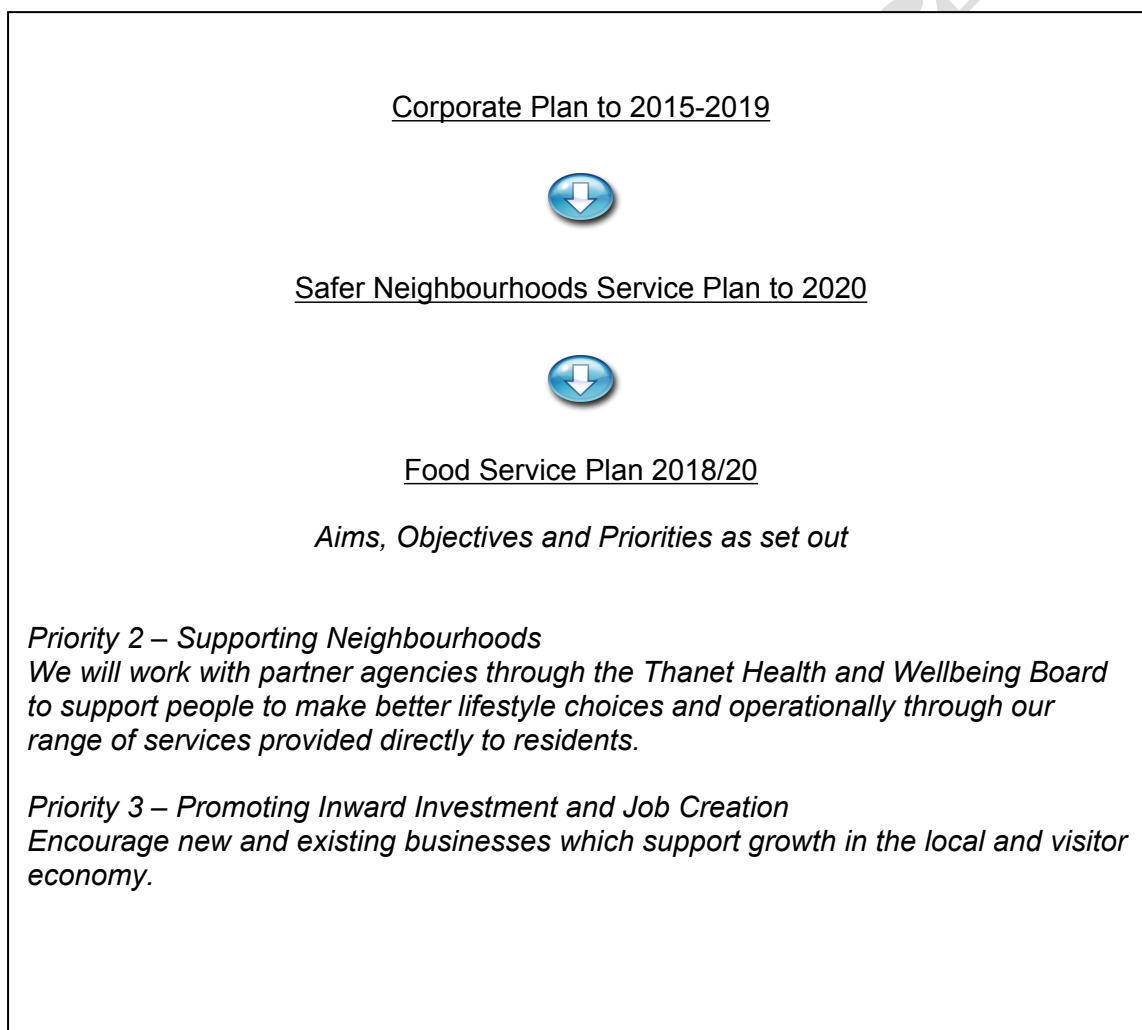 Corporate Plan to 2015-2019
Safer Neighbourhoods Service Plan to 2020
Food Service Plan 2018/20
Aims, Objectives and Priorities as set out
Priority 2 – Supporting Neighbourhoods
We will work with partner agencies through the Thanet Health and Wellbeing Board
to support people to make better lifestyle choices and operationally through our
range of services provided directly to residents.
Priority 3 – Promoting Inward Investment and Job Creation
Encourage new and existing businesses which support growth in the local and visitor
economy.